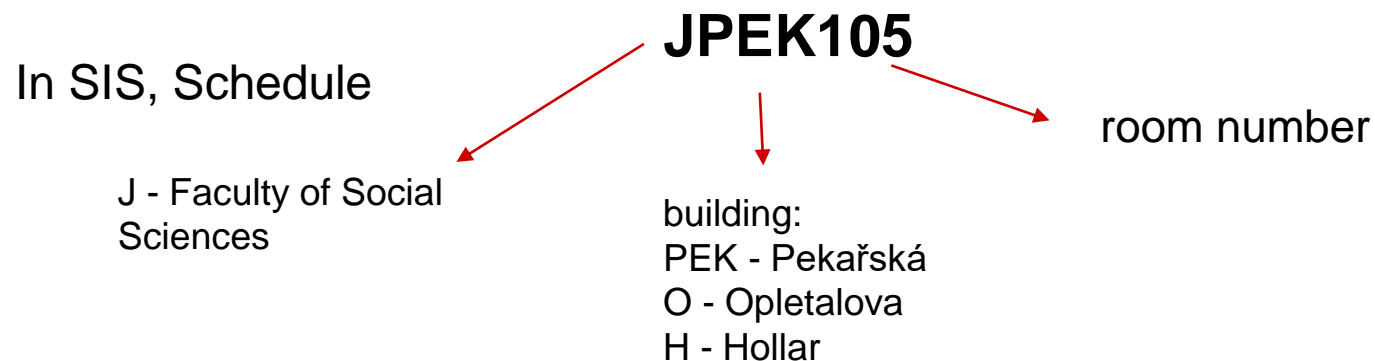 JPEK105
In SIS, Schedule
room number
J - Faculty of Social
Sciences
building:
PEK - Pekařská
O - Opletalova
H - Hollar